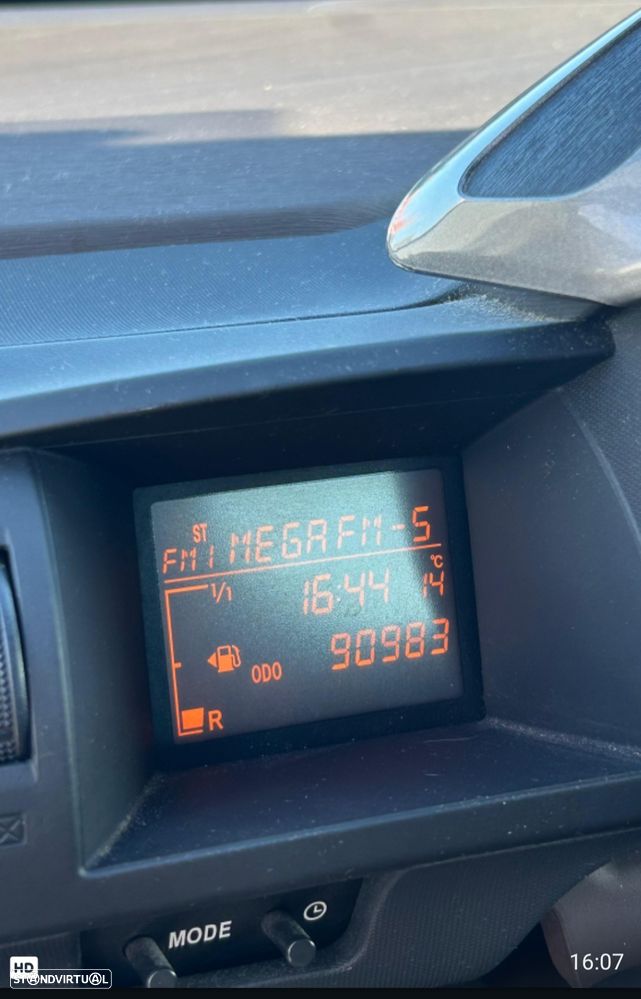 ST
FM1 MEGAFM-S
1/1 16:44 °C 14
ODO 90983
R
MODE
HD
STANDVIRTUAL
16:07